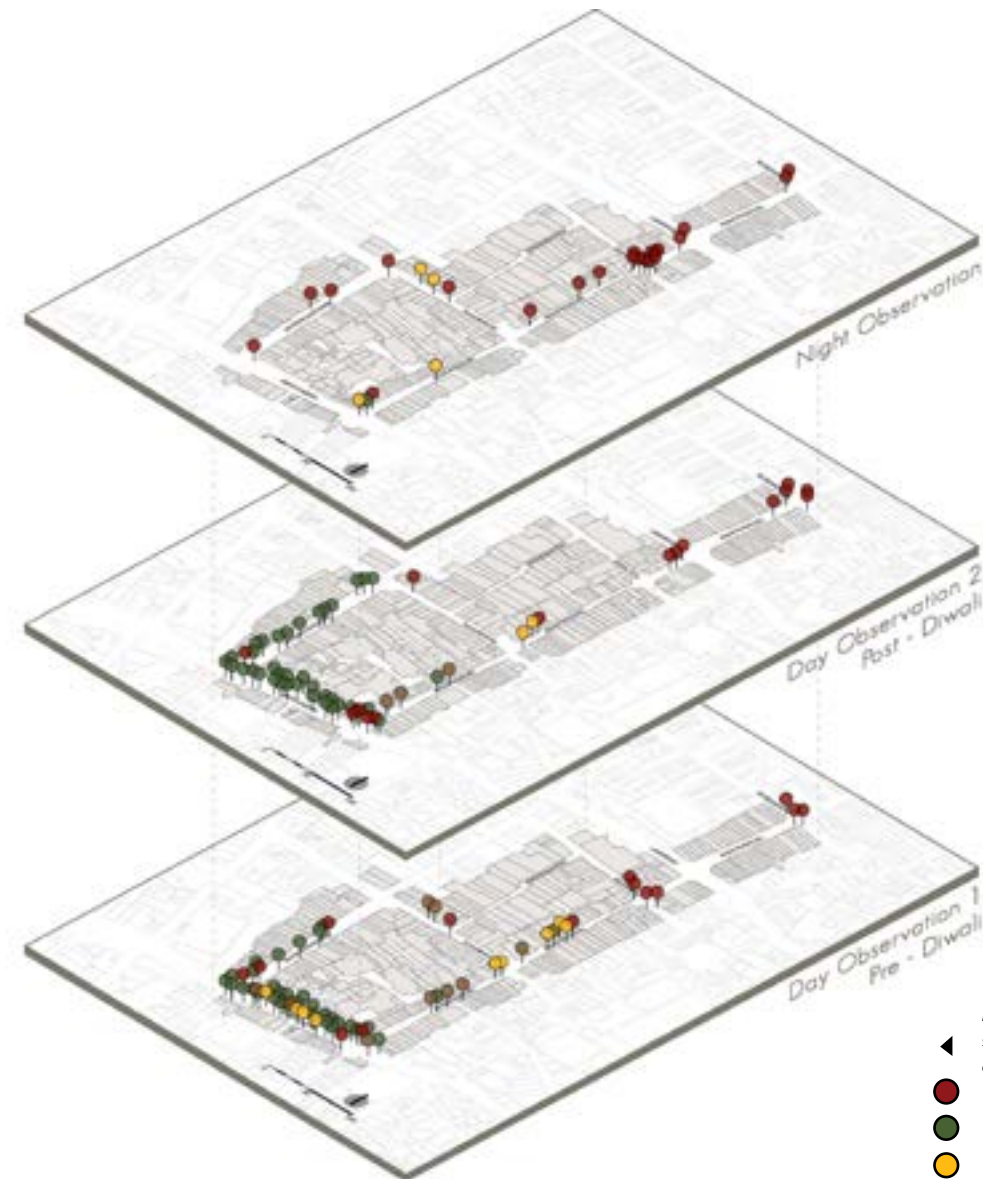 Night Observation
Day Observation 2
Post - Diwali
Day Observation 1
Pre - Diwali